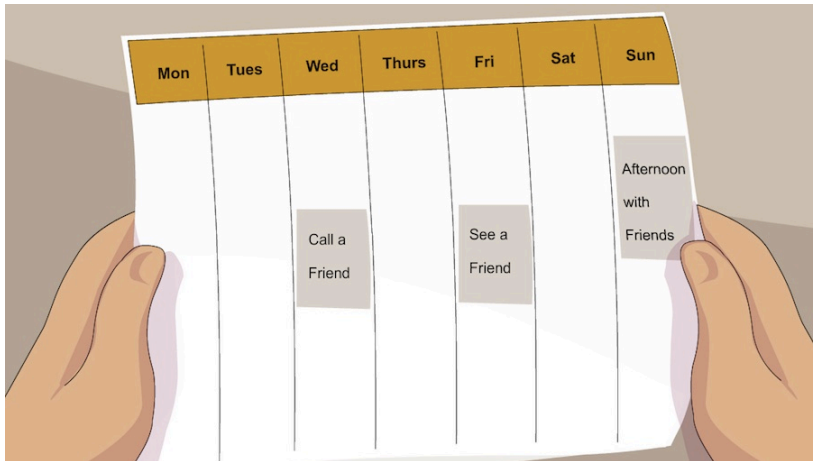 Mon Tues Wed Thurs Fri Sat Sun
Call a
Friend
See a
Friend
Afternoon
with
Friends